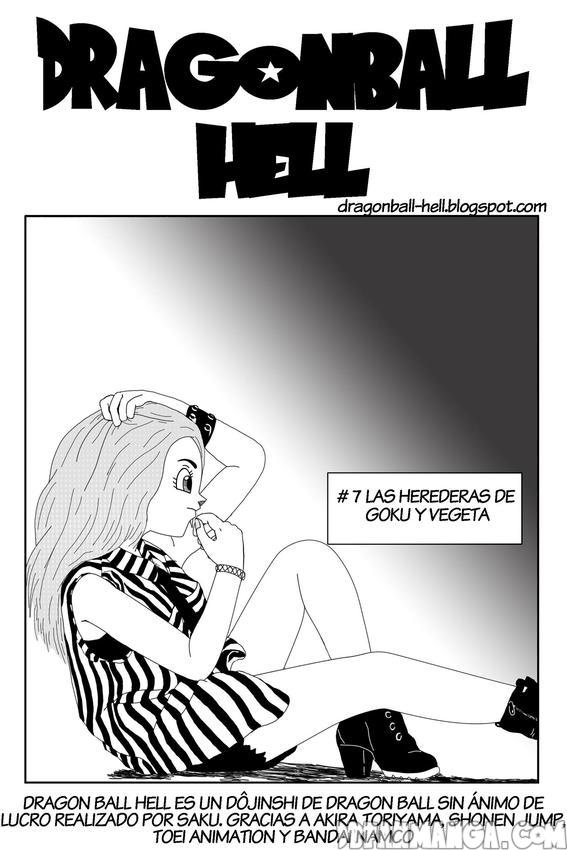 DRAGONBALL
HELL
dragonball-hell.blogspot.com
# 7 LAS HEREDERAS DE
GOKU Y VEGETA
DRAGON BALL HELL ES UN DÔJINSHI DE DRAGON BALL SIN ÁNIMO DE
LUCRO REALIZADO POR SAKU. GRACIAS A AKIRA TORIYAMA, SHONEN JUMP,
TOEI ANIMATION Y BANDAI NAMCO